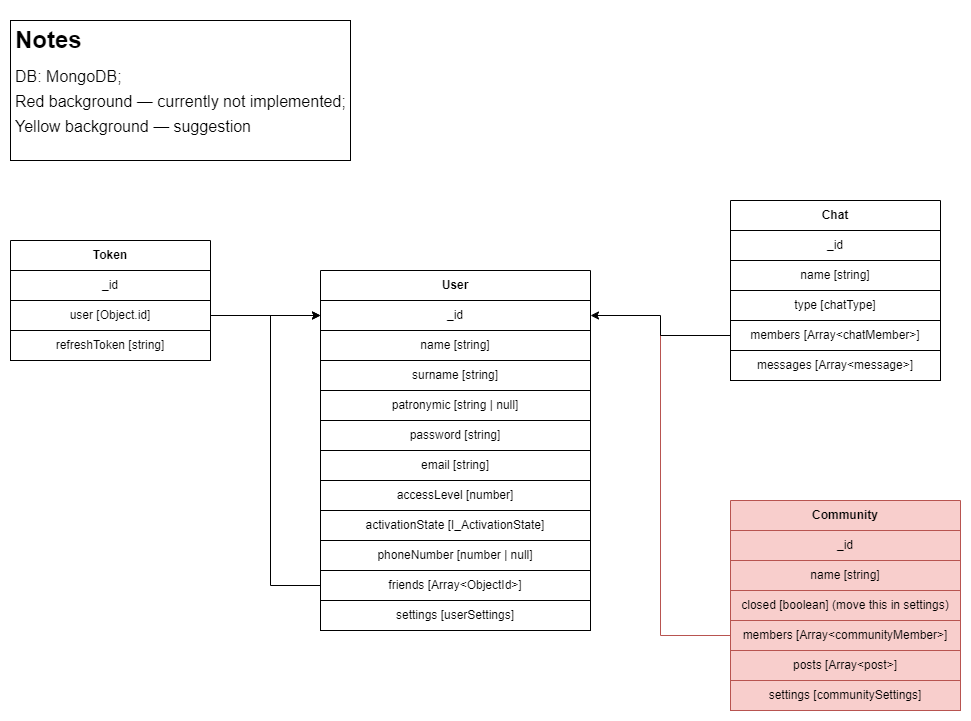 Notes
DB: MongoDB;
Red background — currently not implemented;
Yellow background — suggestion
Token
_id
user [Object.id]
refreshToken [string]
User
_id
name [string]
surname [string]
patronymic [string | null]
password [string]
email [string]
accessLevel [number]
activationState [I_ActivationState]
phoneNumber [number | null]
friends [Array<ObjectId>]
settings [userSettings]
Chat
_id
name [string]
type [chatType]
members [Array<chatMember>]
messages [Array<message>]
Community
_id
name [string]
closed [boolean] (move this in settings)
members [Array<communityMember>]
posts [Array<post>]
settings [communitySettings]